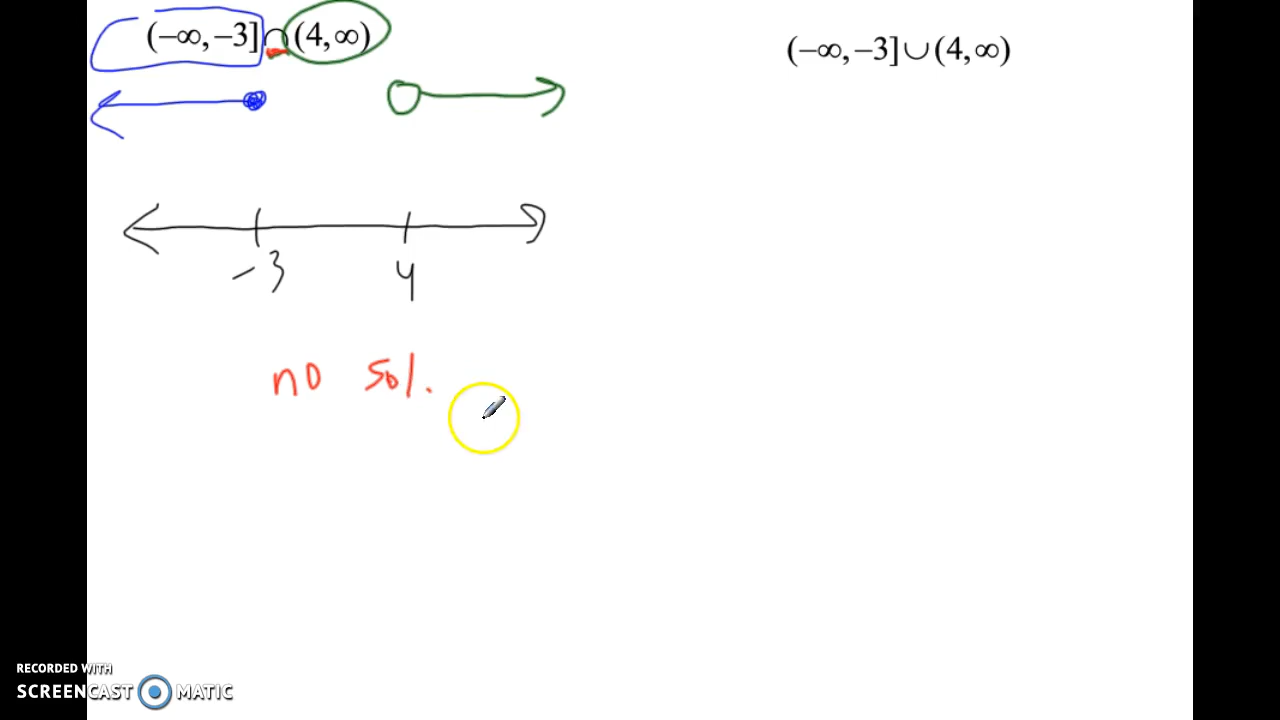 (−∞, −3] ∩ (4, ∞)
(−∞, −3] ∪ (4, ∞)
−3 4
no sol.
RECORDED WITH
SCREENCAST MATIC